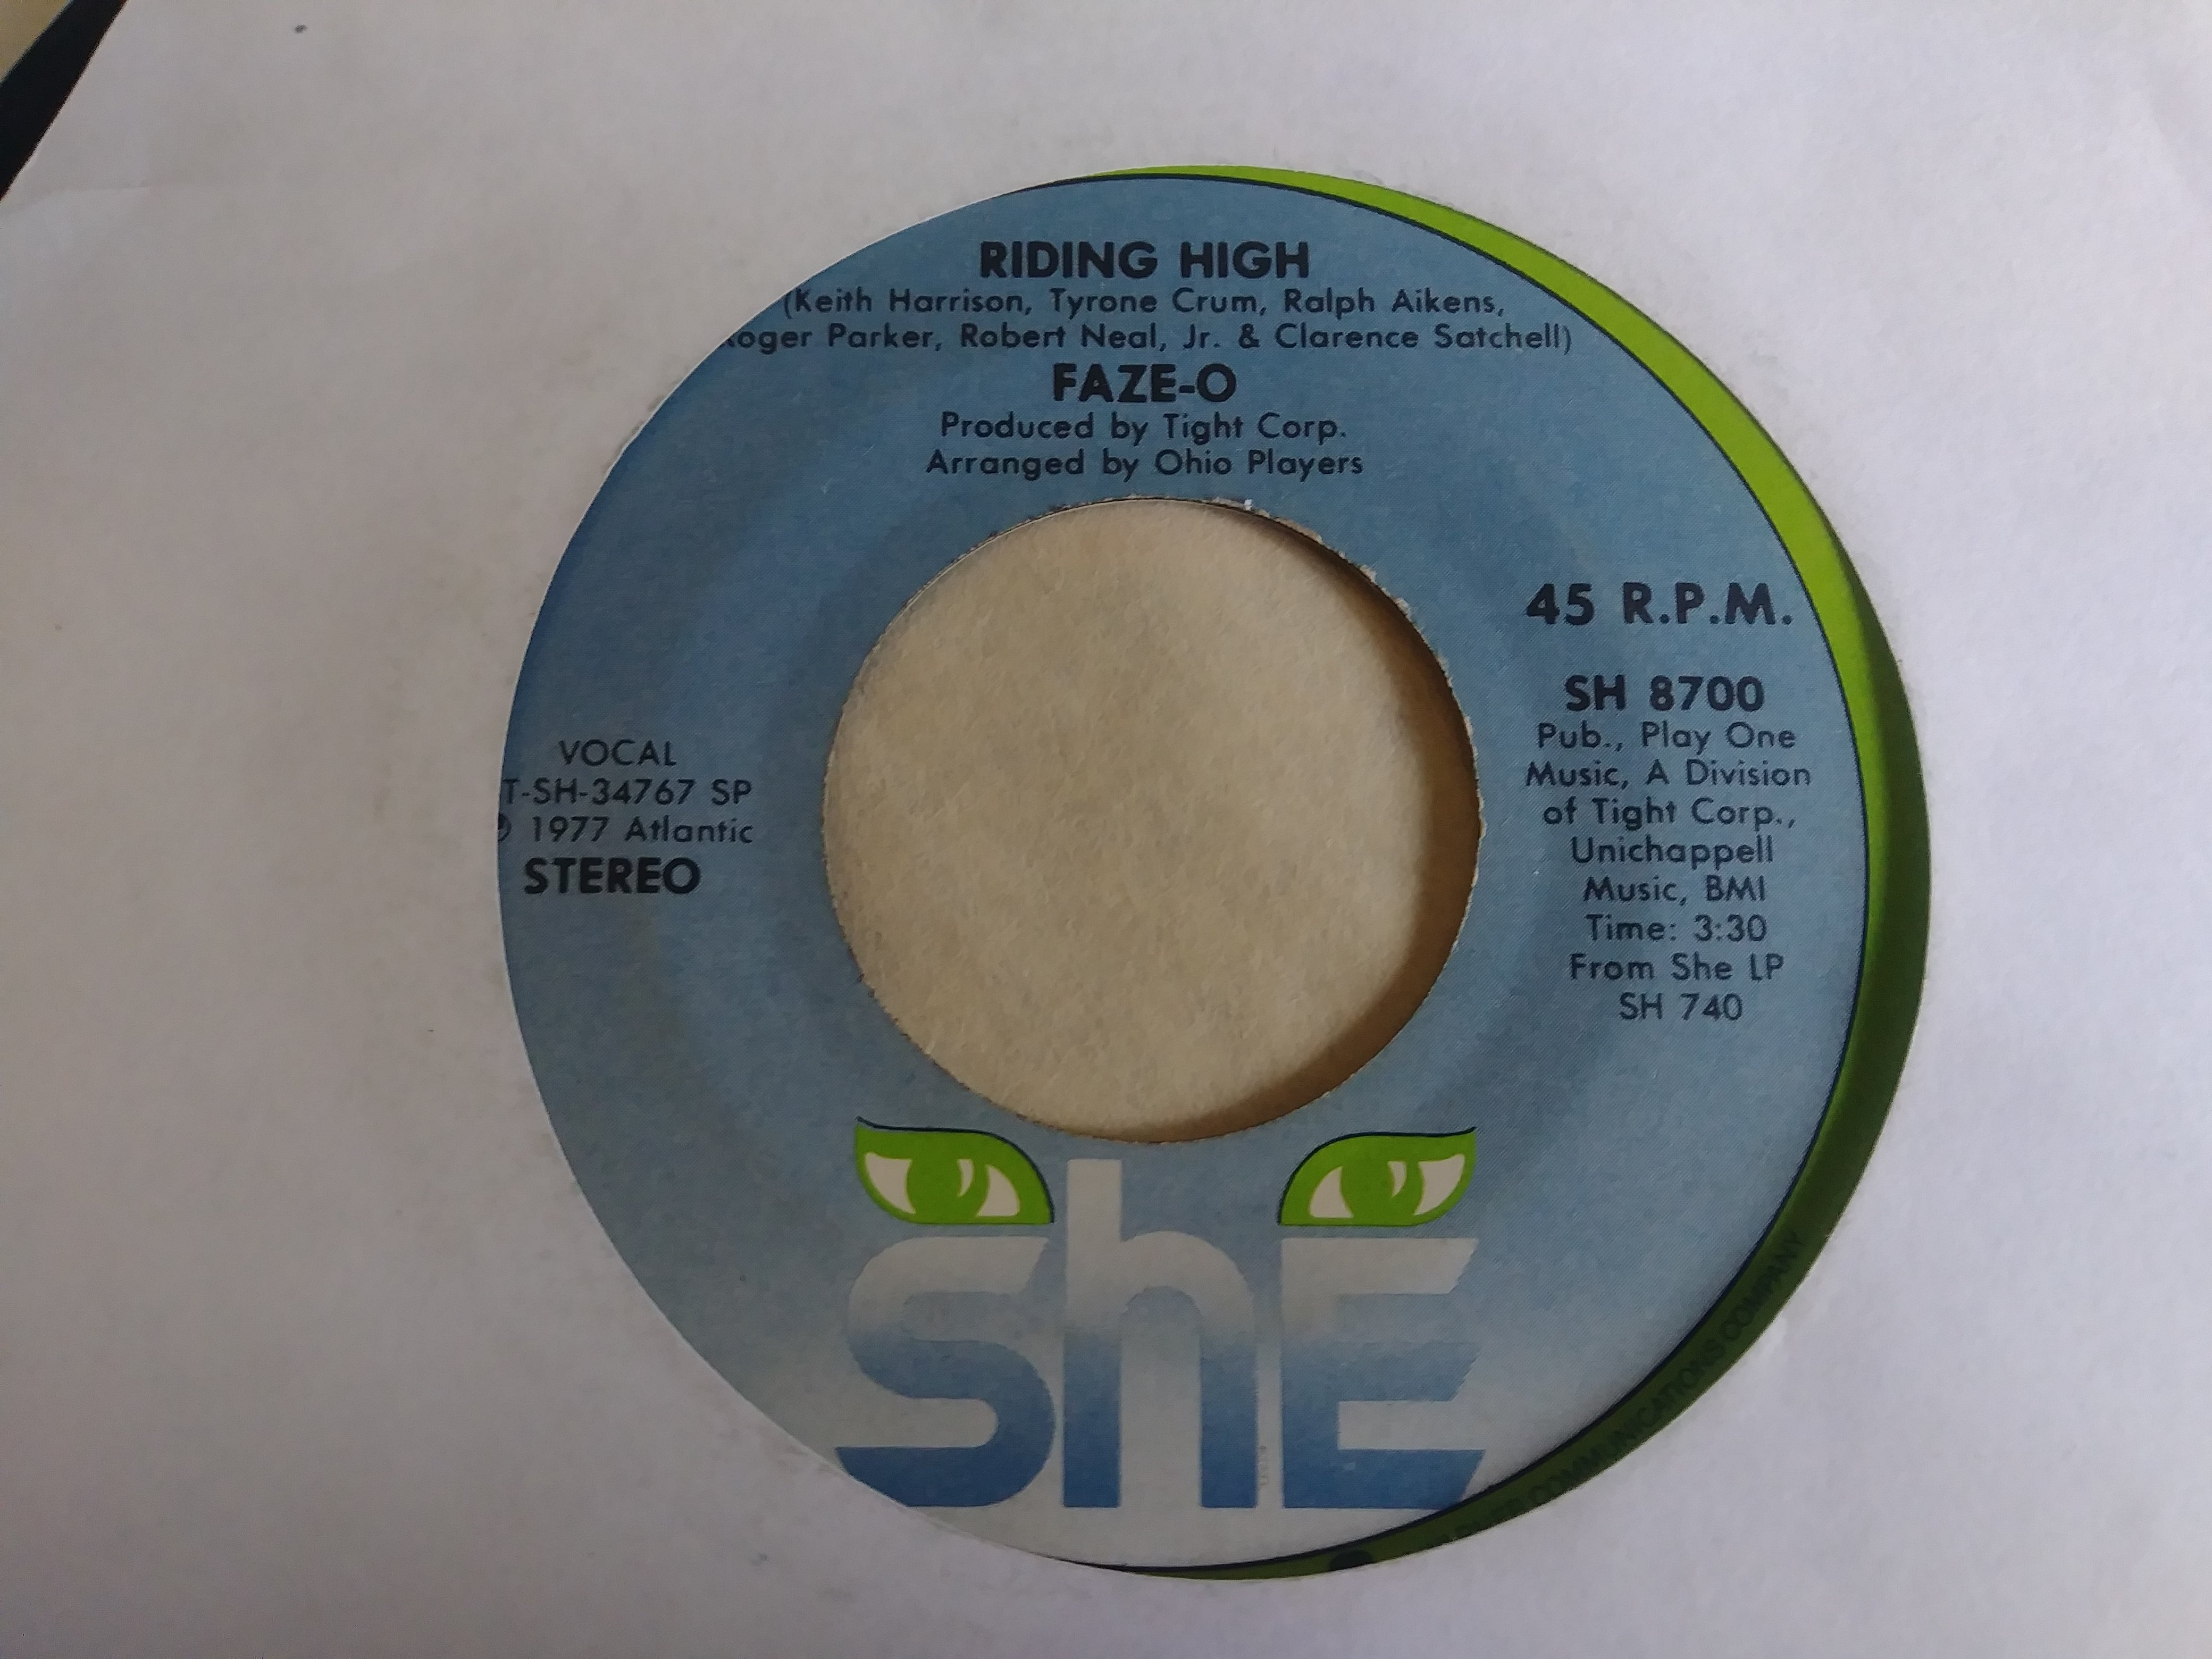 RIDING HIGH
(Keith Harrison, Tyrone Crum, Ralph Aikens,
oger Parker, Robert Neal, Jr. & Clarence Satchell)
FAZE-O
Produced by Tight Corp.
Arranged by Ohio Players
45 R.P.M.
SH 8700
Pub., Play One
Music, A Division
of Tight Corp.,
Unichappell
Music, BMI
Time: 3:30
From She LP
SH 740
VOCAL
T-SH-34767 SP
℗ 1977 Atlantic
STEREO
shE
COMMUNICATIONS COMPANY